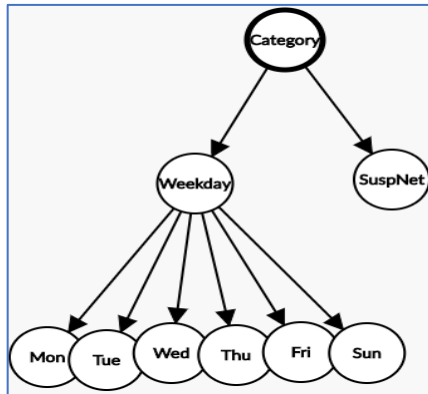 Category
Weekday
SuspNet
Mon
Tue
Wed
Thu
Fri
Sun